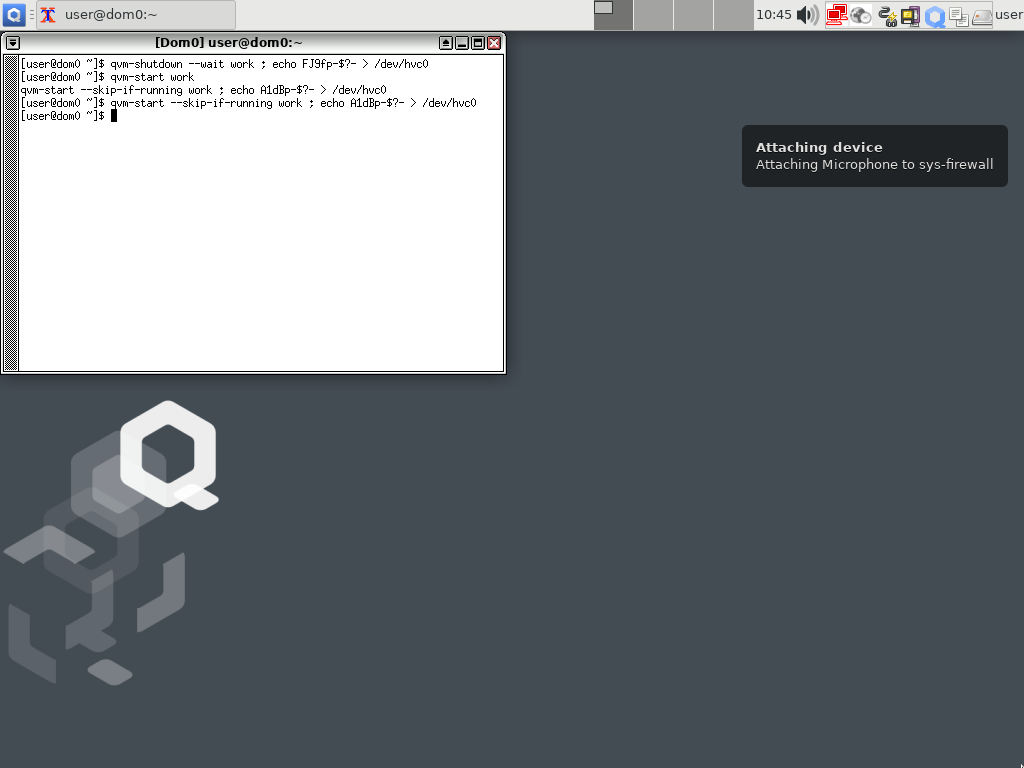 user@dom0:~
10:45
user
[Dom0] user@dom0:~
[user@dom0 ~]$ qvm-shutdown --wait work ; echo FJ9fp-$?- > /dev/hvc0
[user@dom0 ~]$ qvm-start work
qvm-start --skip-if-running work ; echo A1dBp-$?- > /dev/hvc0
[user@dom0 ~]$ qvm-start --skip-if-running work ; echo A1dBp-$?- > /dev/hvc0
[user@dom0 ~]$
Attaching device
Attaching Microphone to sys-firewall